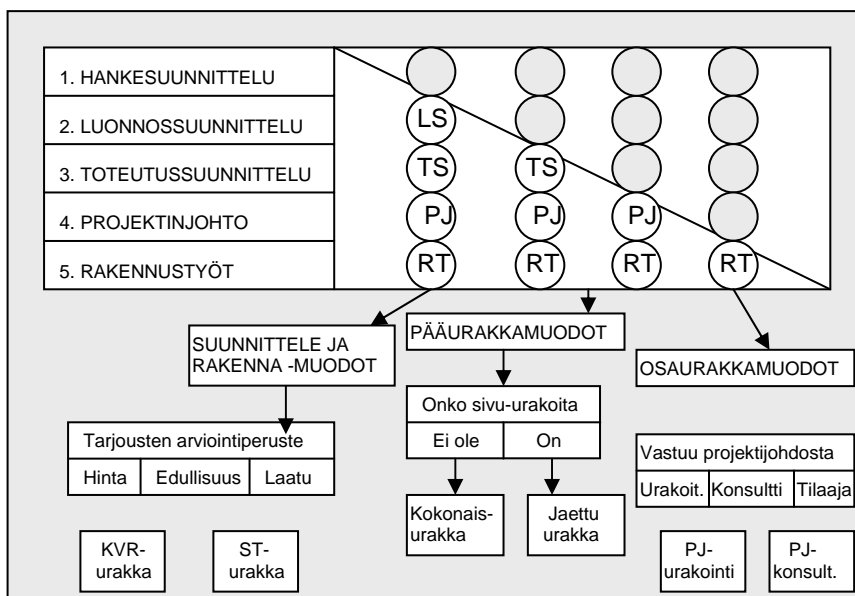 1. HANKESUUNNITTELU
2. LUONNOSSUUNNITTELU
LS
3. TOTEUTUSSUUNNITTELU
TS TS
4. PROJEKTINJOHTO
PJ PJ PJ
5. RAKENNUSTYÖT
RT RT RT RT
SUUNNITTELE JA
RAKENNA -MUODOT
PÄÄURAKKAMUODOT
OSAURAKKAMUODOT
Tarjousten arviointiperuste
Hinta Edullisuus Laatu
Onko sivu-urakoita
Ei ole On
Vastuu projektijohdosta
Urakoit. Konsultti Tilaaja
Kokonais-
urakka
Jaettu
urakka
KVR-
urakka
ST-
urakka
PJ-
urakointi
PJ-
konsult.